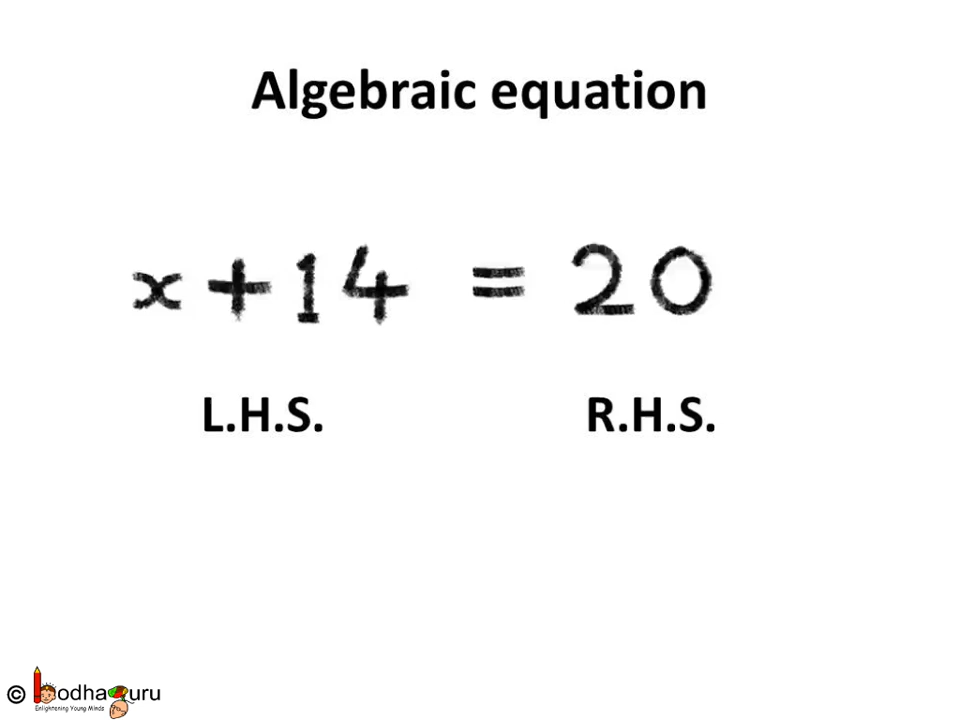 Algebraic equation
x+14 = 20
L.H.S. R.H.S.
© bodhaguru
Enlightening Young Minds